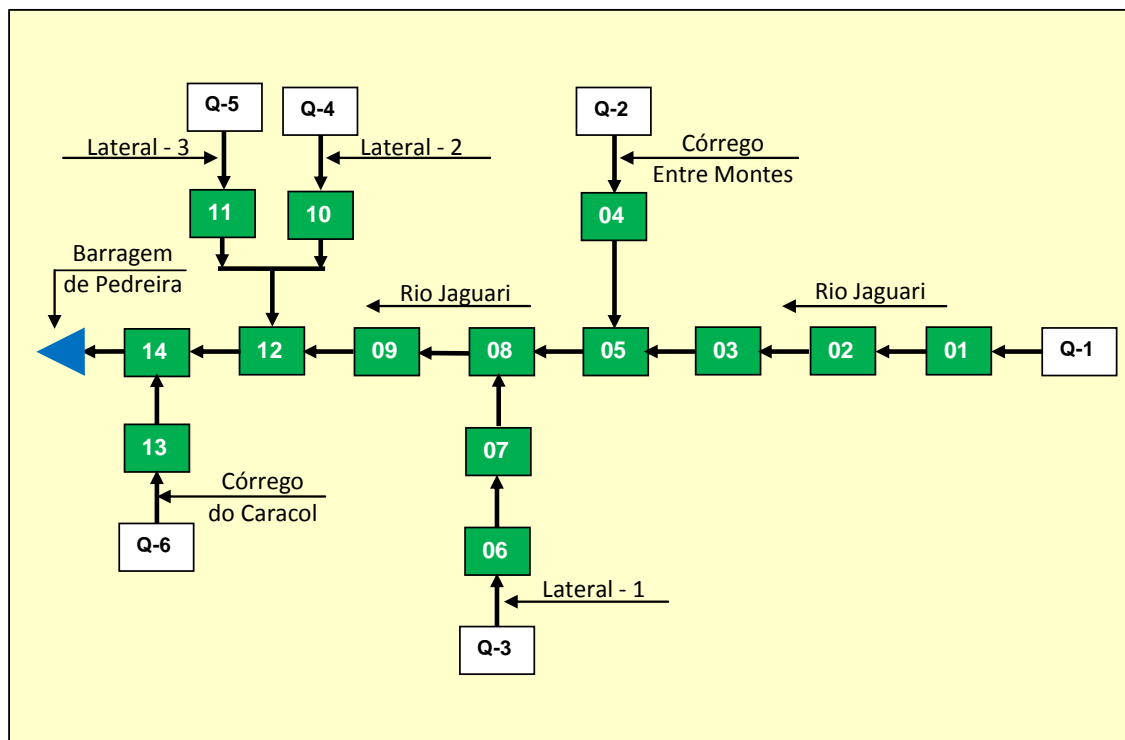 Q-5
Q-4
Q-2
Lateral - 3
Lateral - 2
Córrego
Entre Montes
11
10
04
Barragem
de Pedreira
Rio Jaguari
Rio Jaguari
14
12
09
08
05
03
02
01
Q-1
13
07
Córrego
do Caracol
Q-6
06
Lateral - 1
Q-3